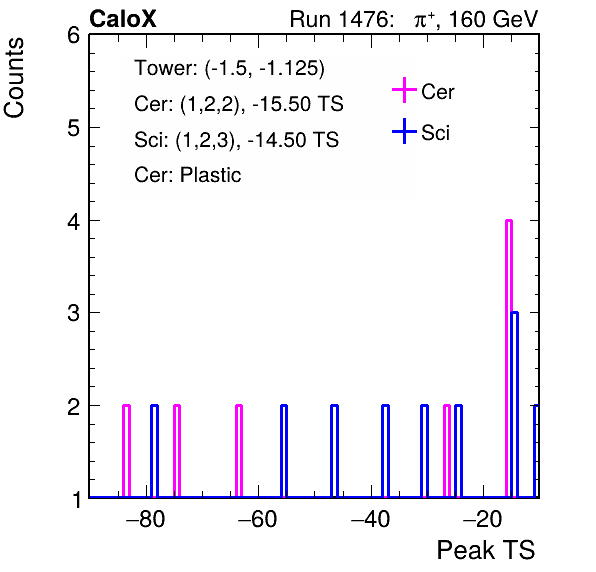 CaloX Run 1476: π⁺, 160 GeV
Counts
Tower: (-1.5, -1.125)
Cer: (1,2,2), -15.50 TS
Sci: (1,2,3), -14.50 TS
Cer: Plastic
Cer
Sci
6
5
4
3
2
1
−80 −60 −40 −20
Peak TS